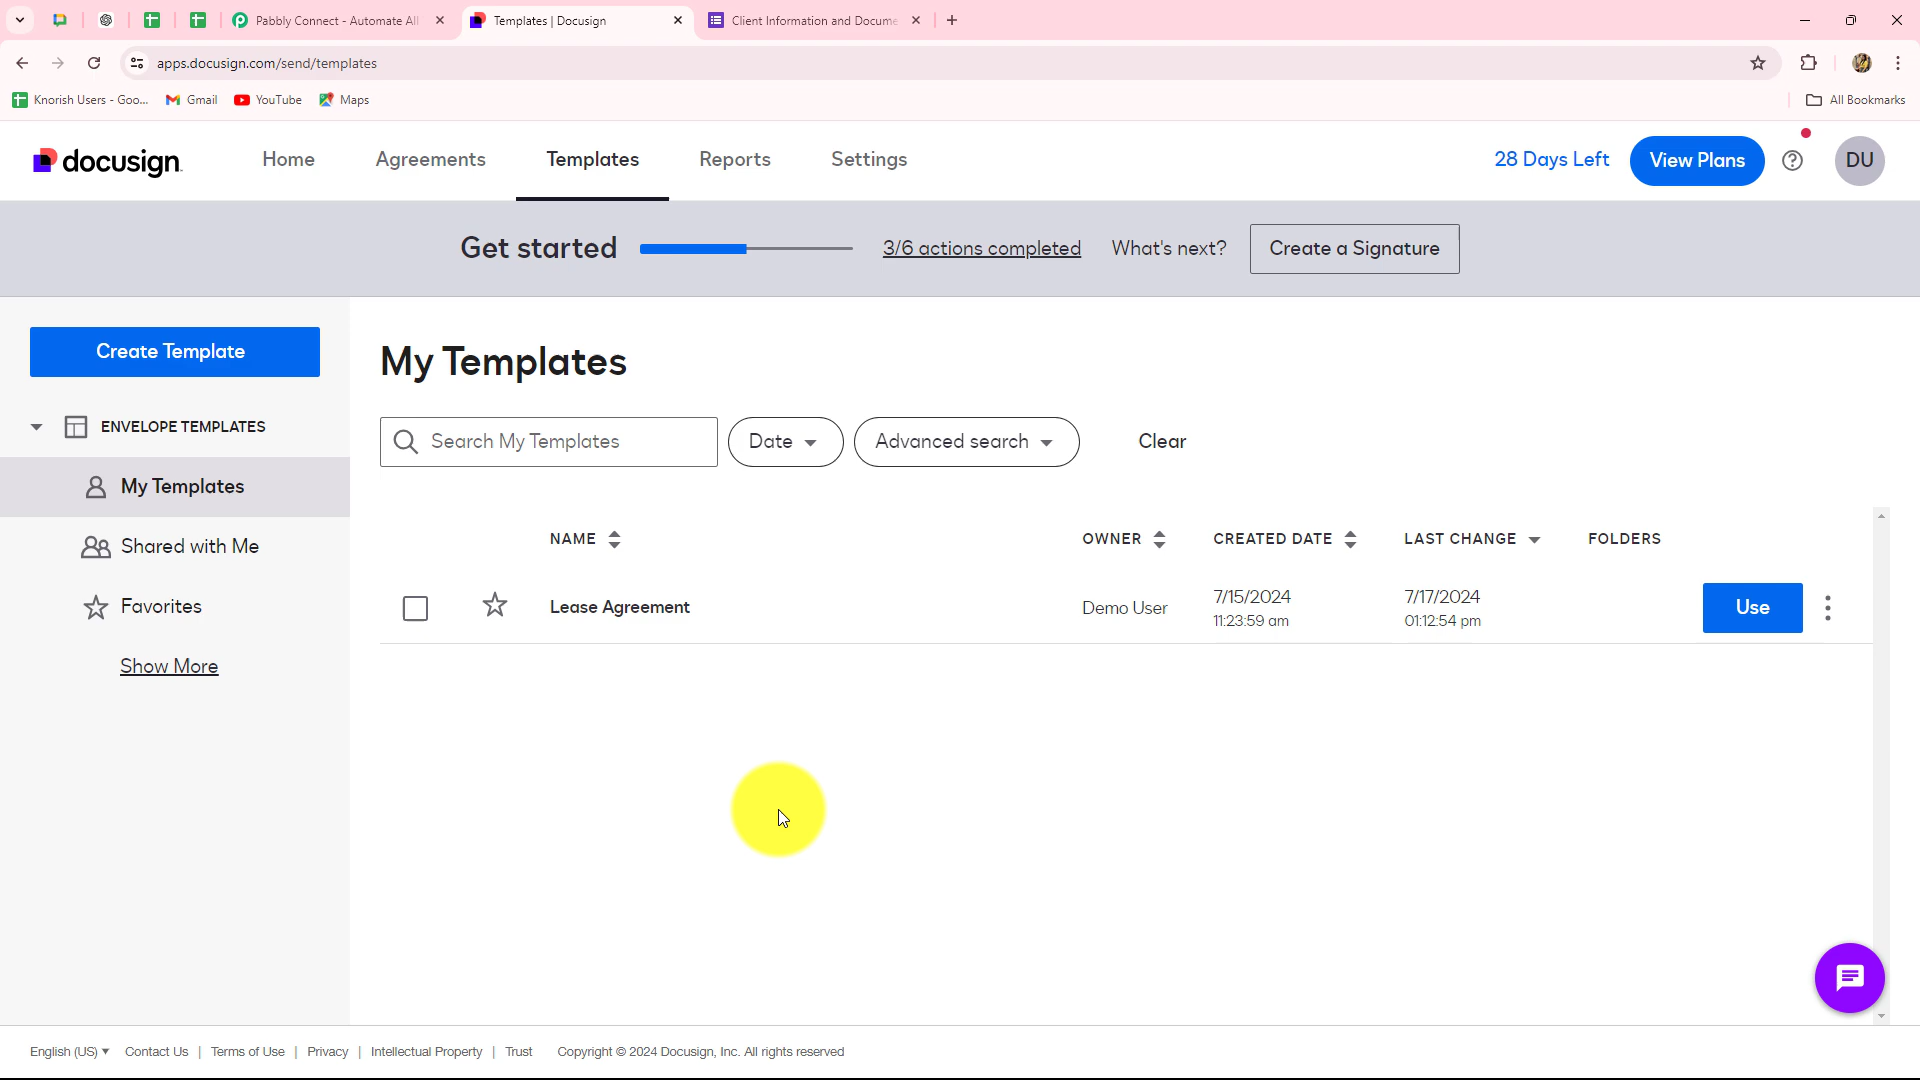 Pabbly Connect - Automate All
Templates | Docusign
Client Information and Docume
apps.docusign.com/send/templates
Knorish Users - Goo...
Gmail
YouTube
Maps
All Bookmarks
docusign
Home
Agreements
Templates
Reports
Settings
28 Days Left
View Plans
DU
Get started
3/6 actions completed
What's next?
Create a Signature
Create Template
ENVELOPE TEMPLATES
My Templates
Shared with Me
Favorites
Show More
My Templates
Search My Templates
Date
Advanced search
Clear
NAME
OWNER
CREATED DATE
LAST CHANGE
FOLDERS
Lease Agreement
Demo User
7/15/2024
11:23:59 am
7/17/2024
01:12:54 pm
Use
English (US)
Contact Us | Terms of Use | Privacy | Intellectual Property | Trust
Copyright © 2024 Docusign, Inc. All rights reserved